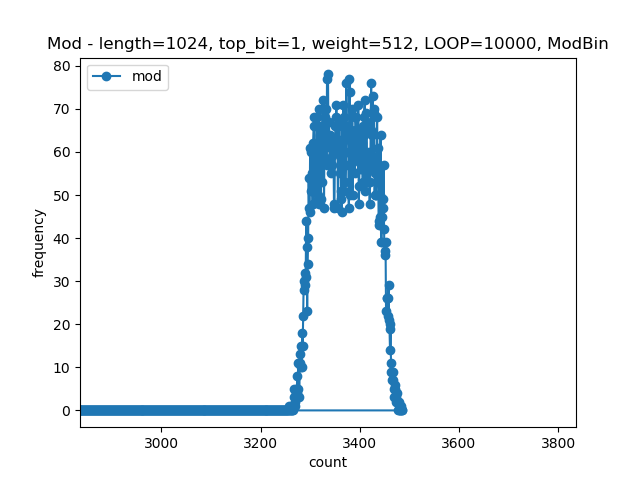 Mod - length=1024, top_bit=1, weight=512, LOOP=10000, ModBin
mod
80
70
60
50
40
30
20
10
0
frequency
3000 3200 3400 3600 3800
count